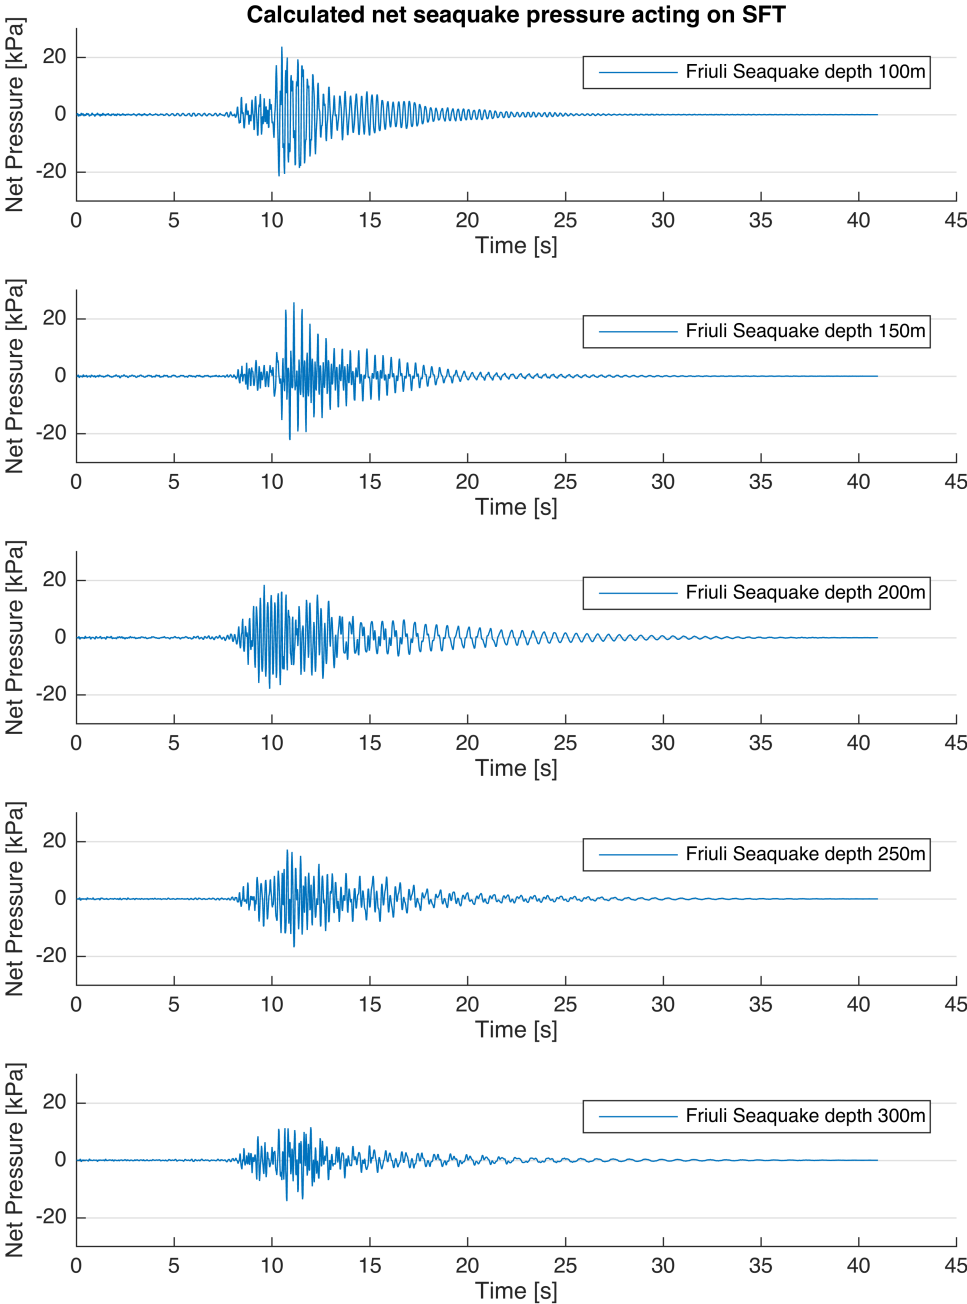 Calculated net seaquake pressure acting on SFT
Net Pressure [kPa]
20
0
-20
Friuli Seaquake depth 100m
0 5 10 15 20 25 30 35 40 45
Time [s]
Net Pressure [kPa]
20
0
-20
Friuli Seaquake depth 150m
0 5 10 15 20 25 30 35 40 45
Time [s]
Net Pressure [kPa]
20
0
-20
Friuli Seaquake depth 200m
0 5 10 15 20 25 30 35 40 45
Time [s]
Net Pressure [kPa]
20
0
-20
Friuli Seaquake depth 250m
0 5 10 15 20 25 30 35 40 45
Time [s]
Net Pressure [kPa]
20
0
-20
Friuli Seaquake depth 300m
0 5 10 15 20 25 30 35 40 45
Time [s]